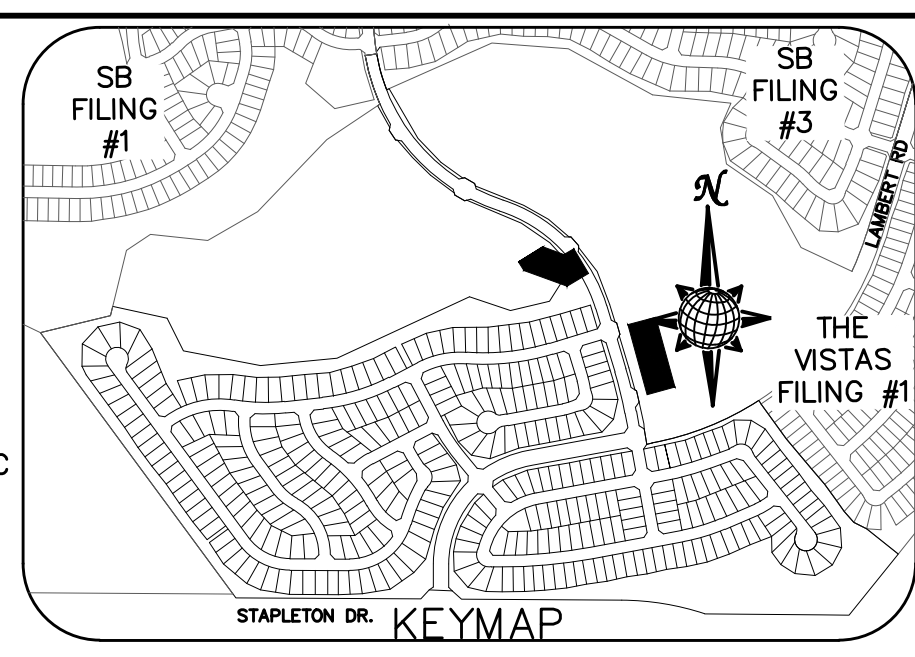 SB
FILING
#1
SB
FILING
#3
LAMBERT RD
N
THE
VISTAS
FILING #1
C
STAPLETON DR.
KEYMAP